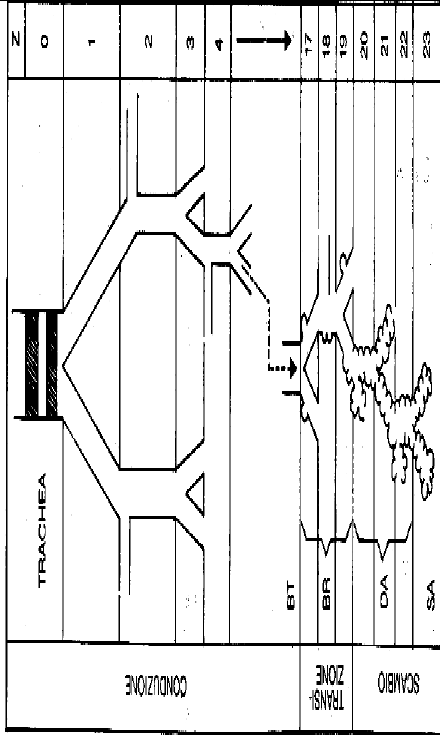 Z
0
1
2
3
4
17
18
19
20
21
22
23
TRACHEA
BT
BR
DA
SA
CONDUZIONE
TRANSI-
ZIONE
SCAMBIO